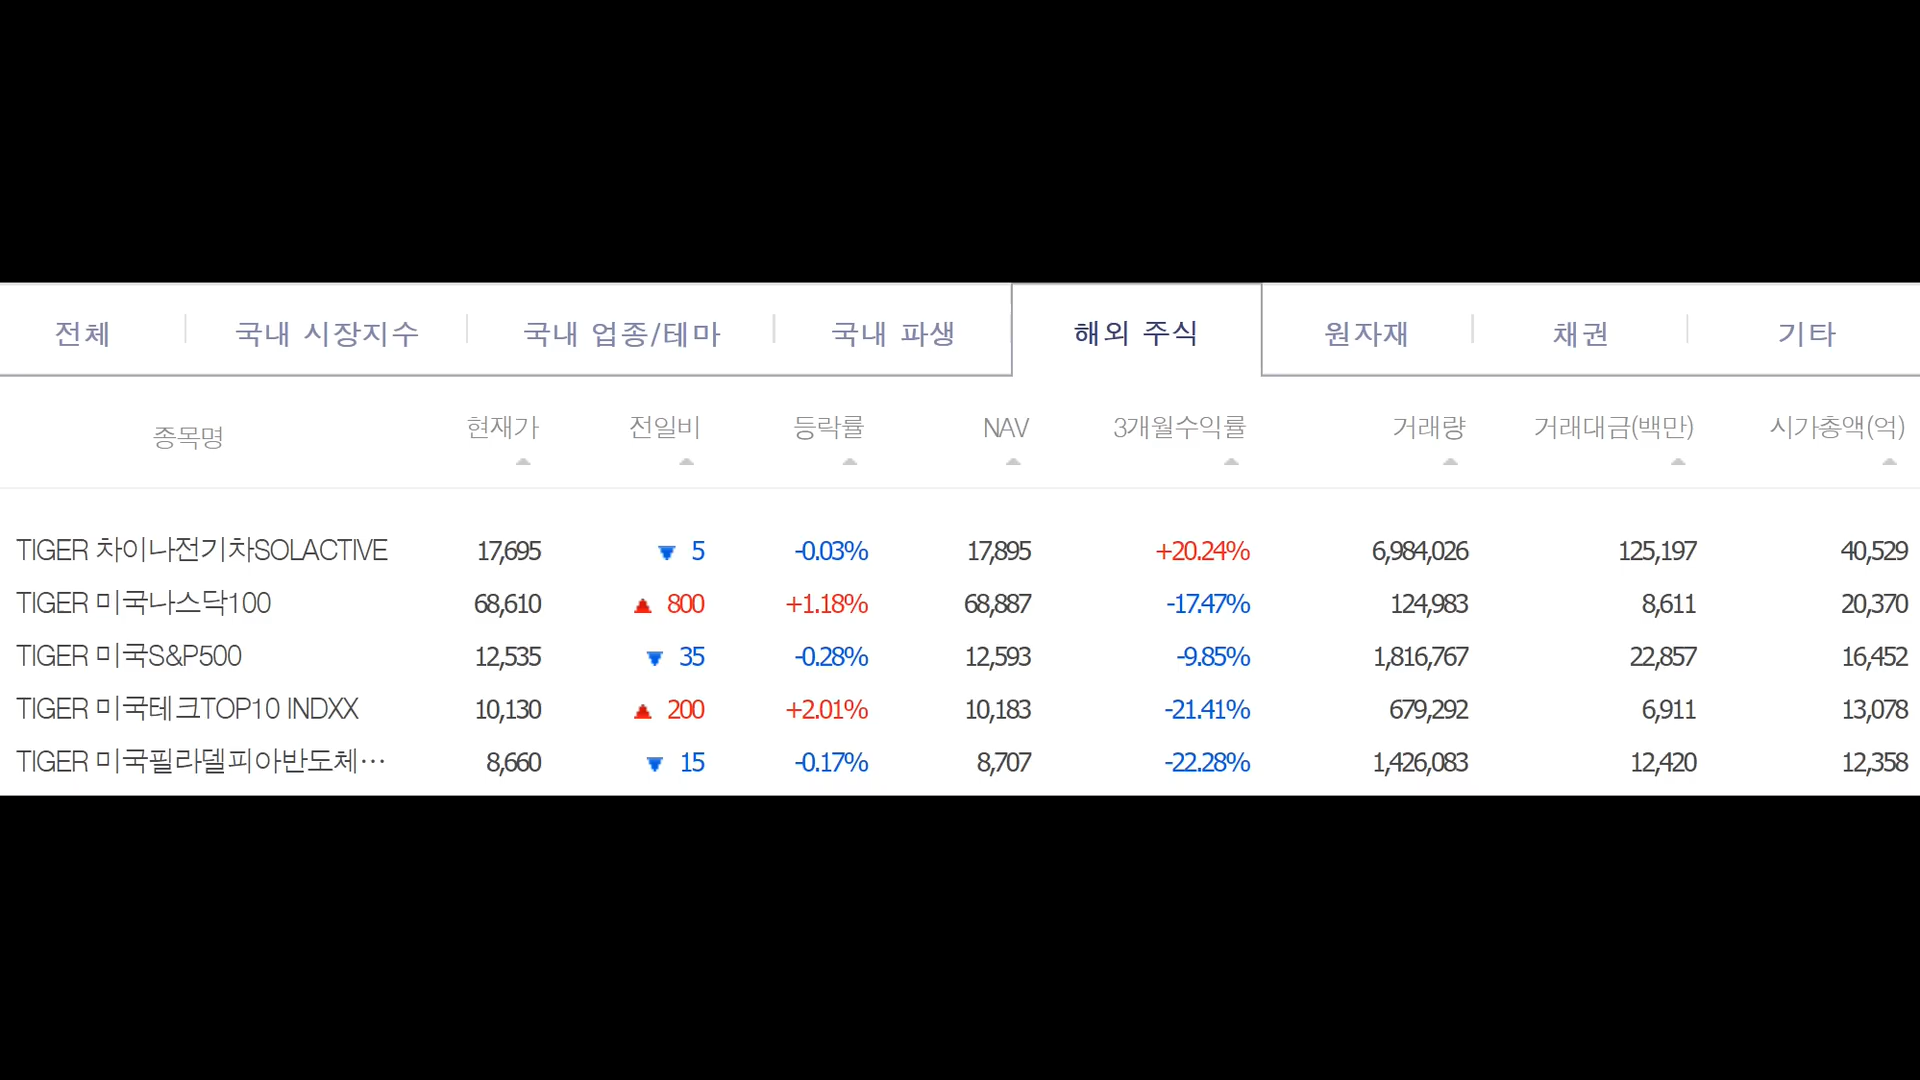 전체 국내 시장지수 국내 업종/테마 국내 파생 해외 주식 원자재 채권 기타
종목명 현재가 전일비 등락률 NAV 3개월수익률 거래량 거래대금(백만) 시가총액(억)
TIGER 차이나전기차SOLACTIVE 17,695 ▼ 5 -0.03% 17,895 +20.24% 6,984,026 125,197 40,529
TIGER 미국나스닥100 68,610 ▲ 800 +1.18% 68,887 -17.47% 124,983 8,611 20,370
TIGER 미국S&P500 12,535 ▼ 35 -0.28% 12,593 -9.85% 1,816,767 22,857 16,452
TIGER 미국테크TOP10 INDXX 10,130 ▲ 200 +2.01% 10,183 -21.41% 679,292 6,911 13,078
TIGER 미국필라델피아반도체… 8,660 ▼ 15 -0.17% 8,707 -22.28% 1,426,083 12,420 12,358